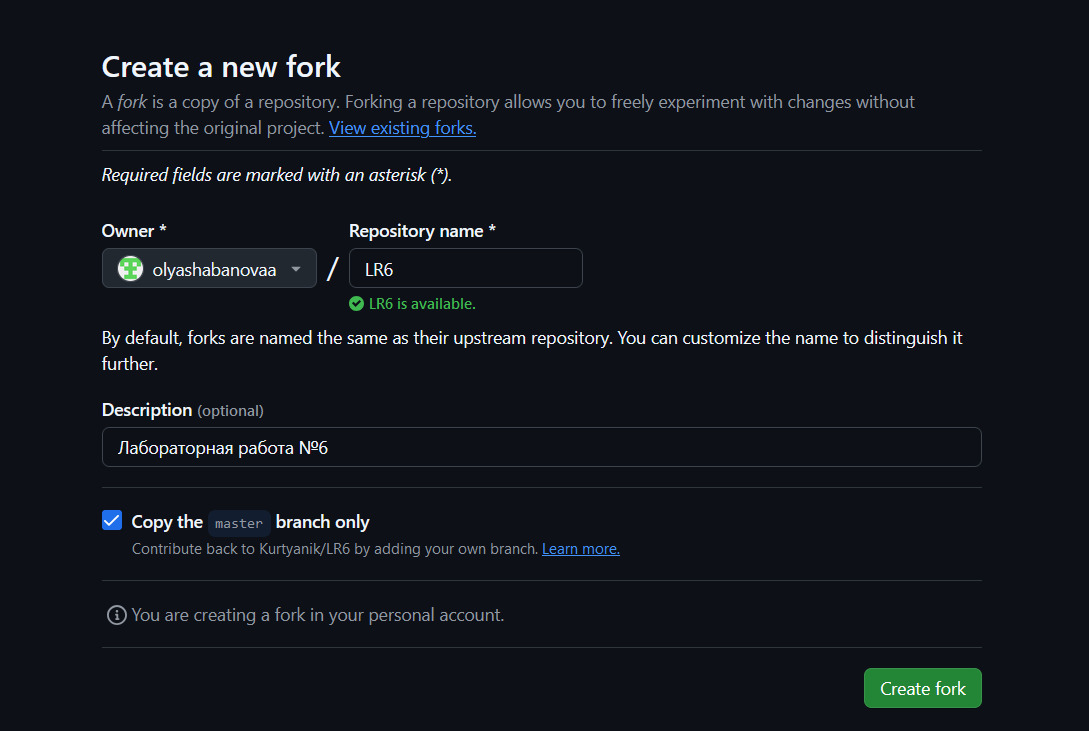 Create a new fork
A fork is a copy of a repository. Forking a repository allows you to freely experiment with changes without
affecting the original project. View existing forks.
Required fields are marked with an asterisk (*).
Owner * Repository name *
olyashabanovaa / LR6
LR6 is available.
By default, forks are named the same as their upstream repository. You can customize the name to distinguish it
further.
Description (optional)
Лабораторная работа №6
Copy the master branch only
Contribute back to Kurtyanik/LR6 by adding your own branch. Learn more.
You are creating a fork in your personal account.
Create fork